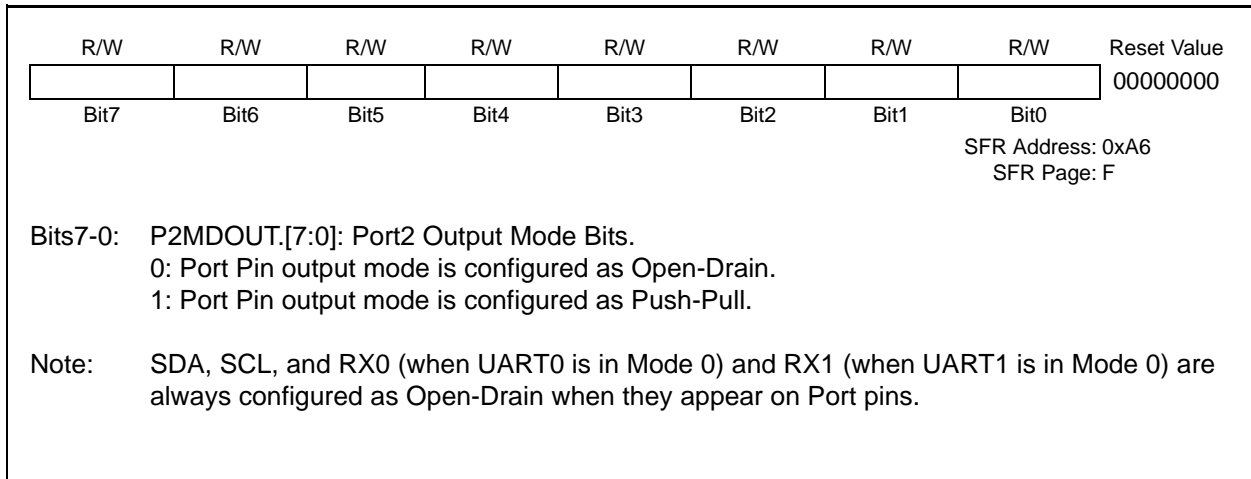 R/W R/W R/W R/W R/W R/W R/W R/W Reset Value
00000000
Bit7 Bit6 Bit5 Bit4 Bit3 Bit2 Bit1 Bit0
SFR Address: 0xA6
SFR Page: F
Bits7-0: P2MDOUT.[7:0]: Port2 Output Mode Bits.
0: Port Pin output mode is configured as Open-Drain.
1: Port Pin output mode is configured as Push-Pull.
Note: SDA, SCL, and RX0 (when UART0 is in Mode 0) and RX1 (when UART1 is in Mode 0) are
always configured as Open-Drain when they appear on Port pins.